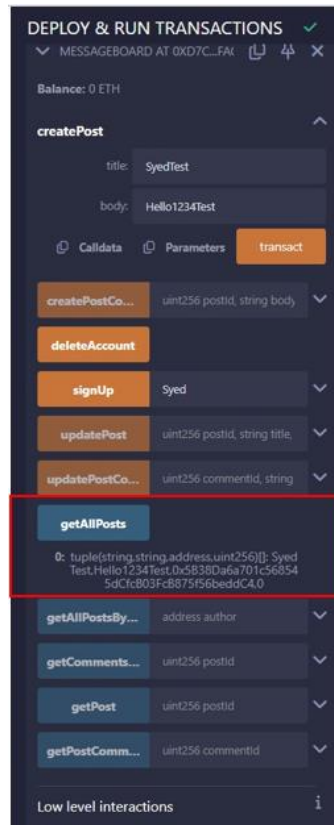 DEPLOY & RUN TRANSACTIONS
MESSAGEBOARD AT 0XD7C...FA(
Balance: 0 ETH
createPost
title: SyedTest
body: Hello1234Test
Calldata Parameters transact
createPostCo... uint256 postId, string body
deleteAccount
signUp Syed
updatePost uint256 postId, string title,
updatePostCo... uint256 commentId, string
getAllPosts
0: tuple(string,string,address,uint256)[]: Syed
Test,Hello1234Test,0x5B38Da6a701c56854
5dCfcB03FcB875f56beddC4,0
getAllPostsBy... address author
getComments... uint256 postId
getPost uint256 postId
getPostComm... uint256 commentId
Low level interactions i